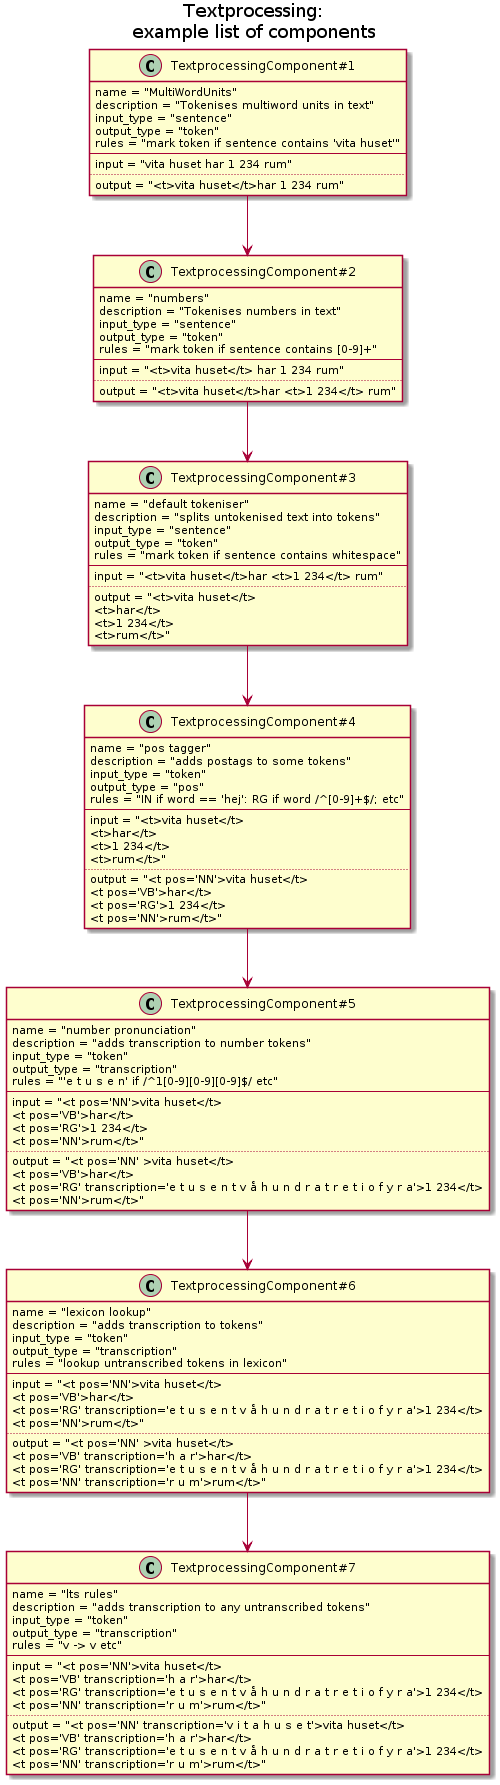 Textprocessing:
example list of components
C TextprocessingComponent#1
name = "MultiWordUnits"
description = "Tokenises multiword units in text"
input_type = "sentence"
output_type = "token"
rules = "mark token if sentence contains 'vita huset'"
input = "vita huset har 1 234 rum"
output = "<t>vita huset</t>har 1 234 rum"
C TextprocessingComponent#2
name = "numbers"
description = "Tokenises numbers in text"
input_type = "sentence"
output_type = "token"
rules = "mark token if sentence contains [0-9]+"
input = "<t>vita huset</t> har 1 234 rum"
output = "<t>vita huset</t>har <t>1 234</t> rum"
C TextprocessingComponent#3
name = "default tokeniser"
description = "splits untokenised text into tokens"
input_type = "sentence"
output_type = "token"
rules = "mark token if sentence contains whitespace"
input = "<t>vita huset</t>har <t>1 234</t> rum"
output = "<t>vita huset</t>
<t>har</t>
<t>1 234</t>
<t>rum</t>"
C TextprocessingComponent#4
name = "pos tagger"
description = "adds postags to some tokens"
input_type = "token"
output_type = "pos"
rules = "IN if word == 'hej': RG if word /^[0-9]+$/; etc"
input = "<t>vita huset</t>
<t>har</t>
<t>1 234</t>
<t>rum</t>"
output = "<t pos='NN'>vita huset</t>
<t pos='VB'>har</t>
<t pos='RG'>1 234</t>
<t pos='NN'>rum</t>"
C TextprocessingComponent#5
name = "number pronunciation"
description = "adds transcription to number tokens"
input_type = "token"
output_type = "transcription"
rules = "'e t u s e n' if /^1[0-9][0-9][0-9]$/ etc"
input = "<t pos='NN'>vita huset</t>
<t pos='VB'>har</t>
<t pos='RG'>1 234</t>
<t pos='NN'>rum</t>"
output = "<t pos='NN' >vita huset</t>
<t pos='VB'>har</t>
<t pos='RG' transcription='e t u s e n t v å h u n d r a t r e t i o f y r a'>1 234</t>
<t pos='NN'>rum</t>"
C TextprocessingComponent#6
name = "lexicon lookup"
description = "adds transcription to tokens"
input_type = "token"
output_type = "transcription"
rules = "lookup untranscribed tokens in lexicon"
input = "<t pos='NN'>vita huset</t>
<t pos='VB'>har</t>
<t pos='RG' transcription='e t u s e n t v å h u n d r a t r e t i o f y r a'>1 234</t>
<t pos='NN'>rum</t>"
output = "<t pos='NN' >vita huset</t>
<t pos='VB' transcription='h a r'>har</t>
<t pos='RG' transcription='e t u s e n t v å h u n d r a t r e t i o f y r a'>1 234</t>
<t pos='NN' transcription='r u m'>rum</t>"
C TextprocessingComponent#7
name = "lts rules"
description = "adds transcription to any untranscribed tokens"
input_type = "token"
output_type = "transcription"
rules = "v -> v etc"
input = "<t pos='NN'>vita huset</t>
<t pos='VB' transcription='h a r'>har</t>
<t pos='RG' transcription='e t u s e n t v å h u n d r a t r e t i o f y r a'>1 234</t>
<t pos='NN' transcription='r u m'>rum</t>"
output = "<t pos='NN' transcription='v i t a h u s e t'>vita huset</t>
<t pos='VB' transcription='h a r'>har</t>
<t pos='RG' transcription='e t u s e n t v å h u n d r a t r e t i o f y r a'>1 234</t>
<t pos='NN' transcription='r u m'>rum</t>"